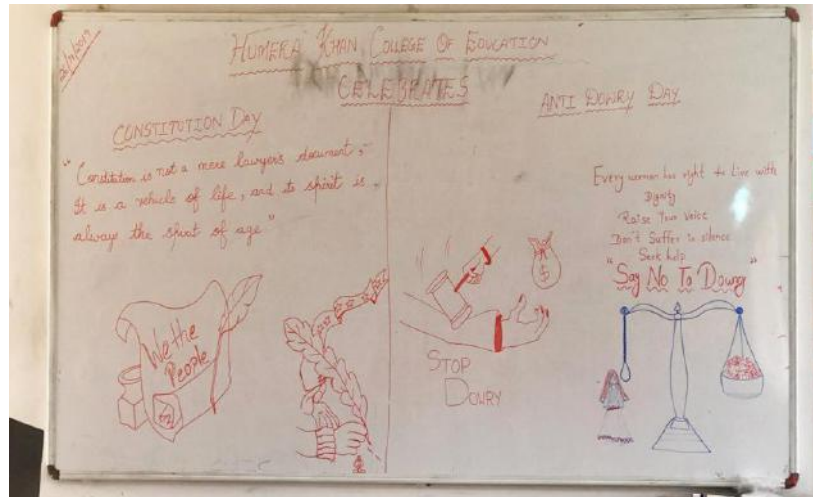 26/11/2019
HUMERA KHAN COLLEGE OF EDUCATION
CELEBRATES
CONSTITUTION DAY
"Constitution is not a mere lawyers document,
It is a vehicle of life, and its spirit is
always the spirit of age"
We the
People
ANTI DOWRY DAY
Every woman has right to Live with
Dignity
Raise Your Voice
Don't Suffer in silence
Seek help
"Say No To Dowry"
$
STOP
DOWRY